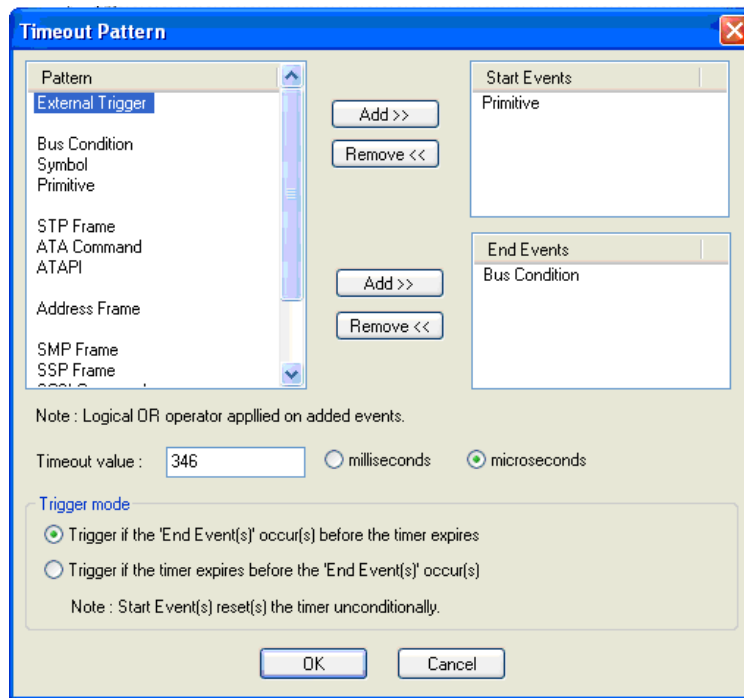 Timeout Pattern
Pattern
External Trigger
Bus Condition
Symbol
Primitive
STP Frame
ATA Command
ATAPI
Address Frame
SMP Frame
SSP Frame
Add >>
Remove <<
Start Events
Primitive
Add >>
Remove <<
End Events
Bus Condition
Note : Logical OR operator appllied on added events.
Timeout value : 346 milliseconds microseconds
Trigger mode
Trigger if the 'End Event(s)' occur(s) before the timer expires
Trigger if the timer expires before the 'End Event(s)' occur(s)
Note : Start Event(s) reset(s) the timer unconditionally.
OK Cancel